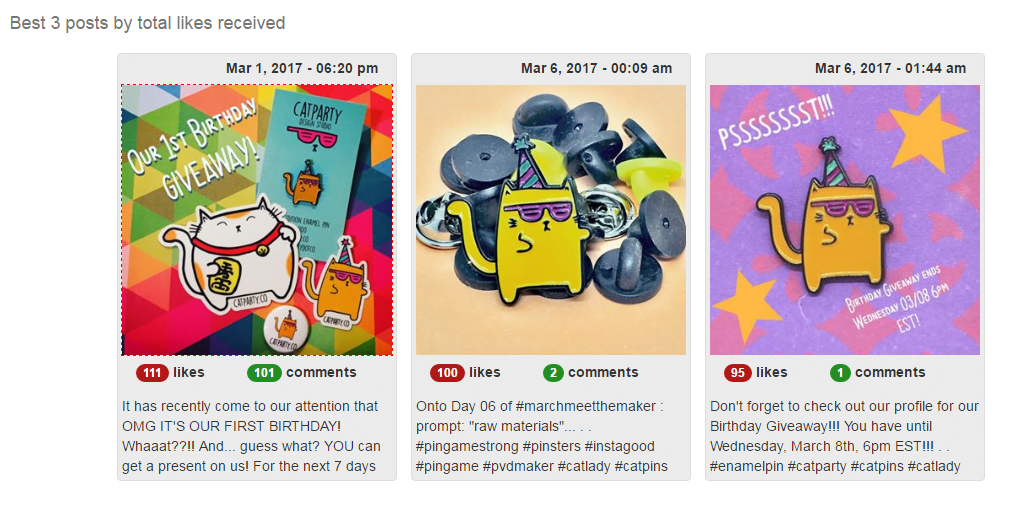 Best 3 posts by total likes received
Mar 1, 2017 - 06:20 pm
OUR 1ST BIRTHDAY
GIVEAWAY!
CATPARTY
DESIGN STUDIO
ENAMEL PIN
CATPARTY.CO
CATPARTY.CO
CATPARTY.CO
111 likes
101 comments
It has recently come to our attention that
OMG IT'S OUR FIRST BIRTHDAY!
Whaaat??!! And... guess what? YOU can
get a present on us! For the next 7 days
Mar 6, 2017 - 00:09 am
100 likes
2 comments
Onto Day 06 of #marchmeetthemaker :
prompt: "raw materials"... . .
#pingamestrong #pinsters #instagood
#pingame #pvdmaker #catlady #catpins
Mar 6, 2017 - 01:44 am
PSSSSSSSST!!!
BIRTHDAY GIVEAWAY ENDS
WEDNESDAY 03/08 6PM
EST!
95 likes
1 comments
Don't forget to check out our profile for our
Birthday Giveaway!!! You have until
Wednesday, March 8th, 6pm EST!!! . .
#enamelpin #catparty #catpins #catlady